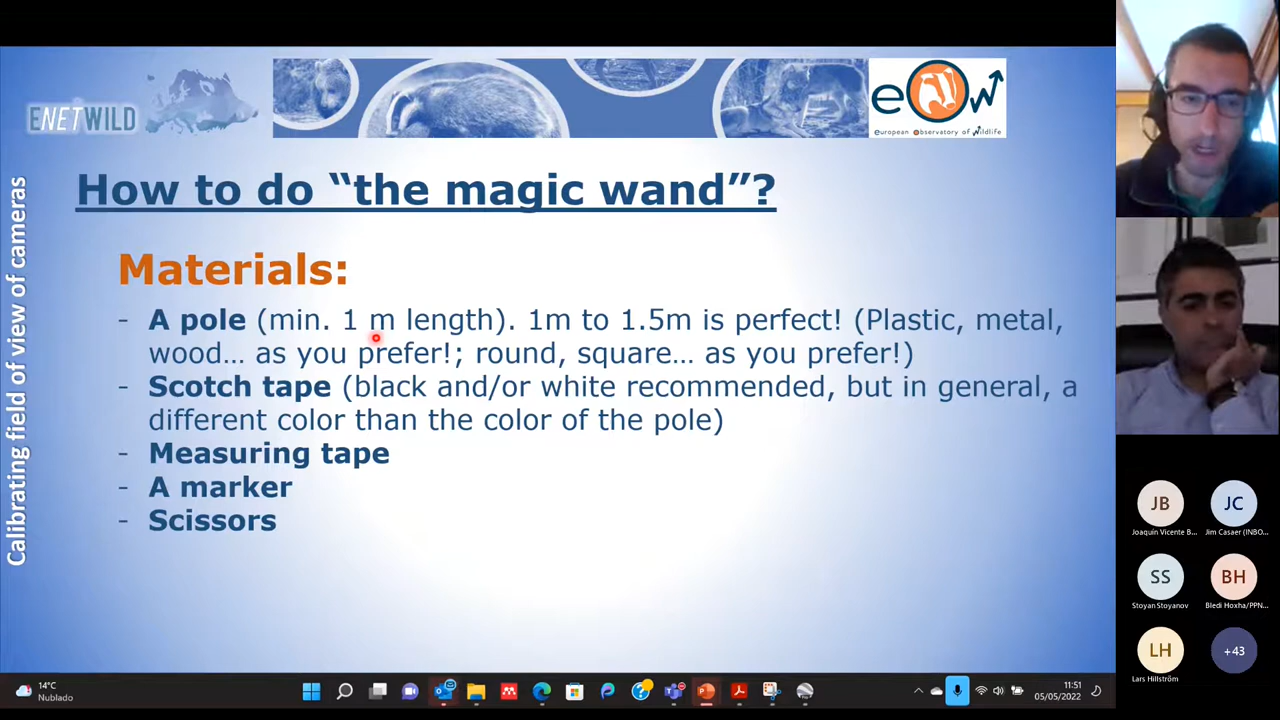 ENETWILD
eOW
european Observatory of Wildlife
Calibrating field of view of cameras
How to do “the magic wand”?
Materials:
- A pole (min. 1 m length). 1m to 1.5m is perfect! (Plastic, metal,
wood… as you prefer!; round, square… as you prefer!)
- Scotch tape (black and/or white recommended, but in general, a
different color than the color of the pole)
- Measuring tape
- A marker
- Scissors
JB
JC
Joaquín Vicente B...
Jim Casaer (INBO...
SS
BH
Stoyan Stoyanov
Bledi Hoxha/PPN...
LH
+43
Lars Hillström
14°C
Nublado
11:51
05/05/2022